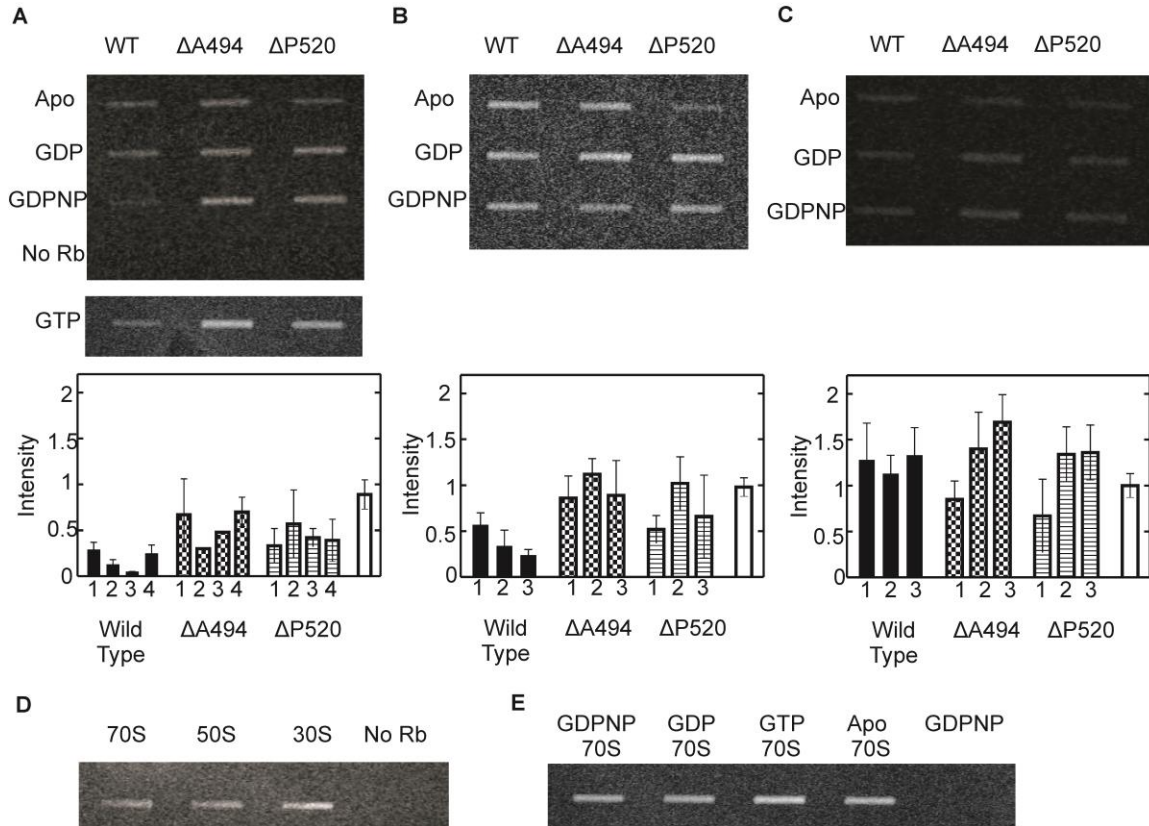 A
WT ΔA494 ΔP520
Apo
GDP
GDPNP
No Rb
GTP
2
1.5
1
0.5
0
Intensity
1 2 3 4 1 2 3 4 1 2 3 4
Wild Type ΔA494 ΔP520
B
WT ΔA494 ΔP520
Apo
GDP
GDPNP
2
1.5
1
0.5
0
Intensity
1 2 3 1 2 3 1 2 3
Wild Type ΔA494 ΔP520
C
WT ΔA494 ΔP520
Apo
GDP
GDPNP
2
1.5
1
0.5
0
Intensity
1 2 3 1 2 3 1 2 3
Wild Type ΔA494 ΔP520
D
70S 50S 30S No Rb
E
GDPNP GDP GTP Apo GDPNP
70S 70S 70S 70S